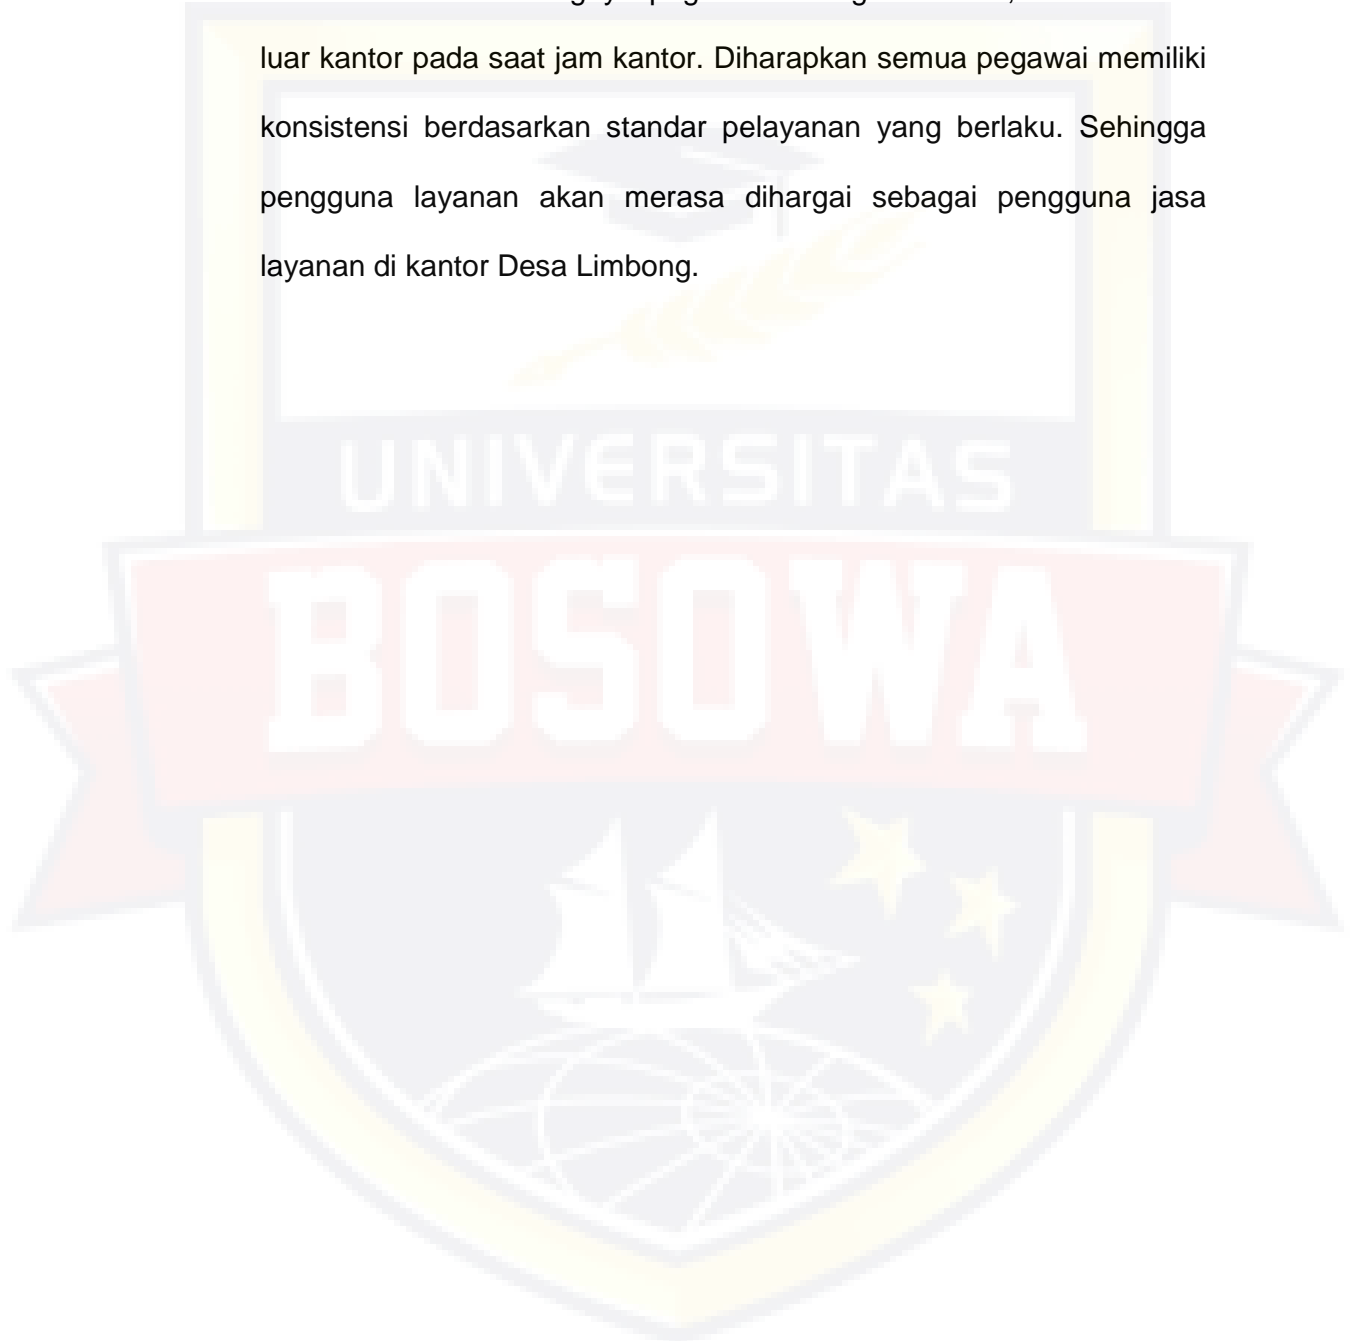 luar kantor pada saat jam kantor. Diharapkan semua pegawai memiliki
konsistensi berdasarkan standar pelayanan yang berlaku. Sehingga
pengguna layanan akan merasa dihargai sebagai pengguna jasa
layanan di kantor Desa Limbong.
UNIVERSITAS
BOSOWA